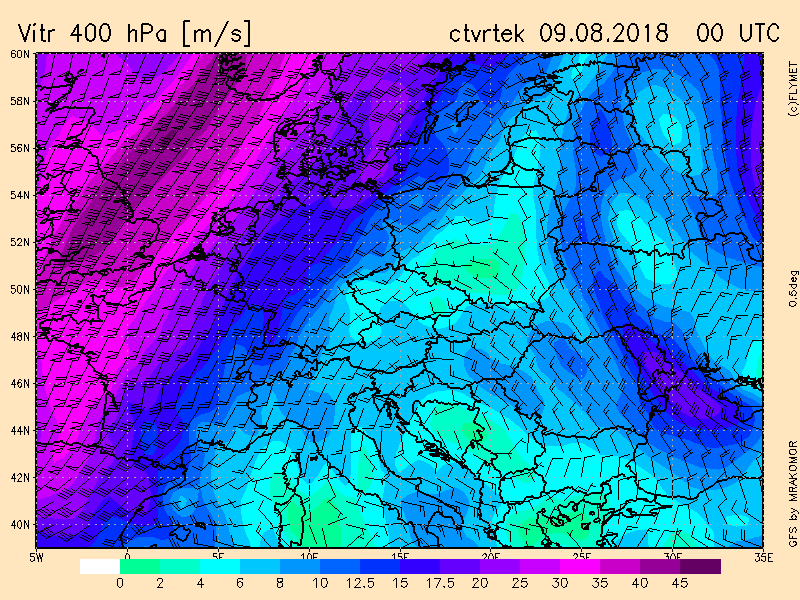 Vítr 400 hPa [m/s] čtvrtek 09.08.2018 00 UTC
(c)FLYMET
0.5deg
GFS by MRAKOMOR
60N
58N
56N
54N
52N
50N
48N
46N
44N
42N
40N
5W 0 5E 10E 15E 20E 25E 30E 35E
0 2 4 6 8 10 12.5 15 17.5 20 25 30 35 40 45